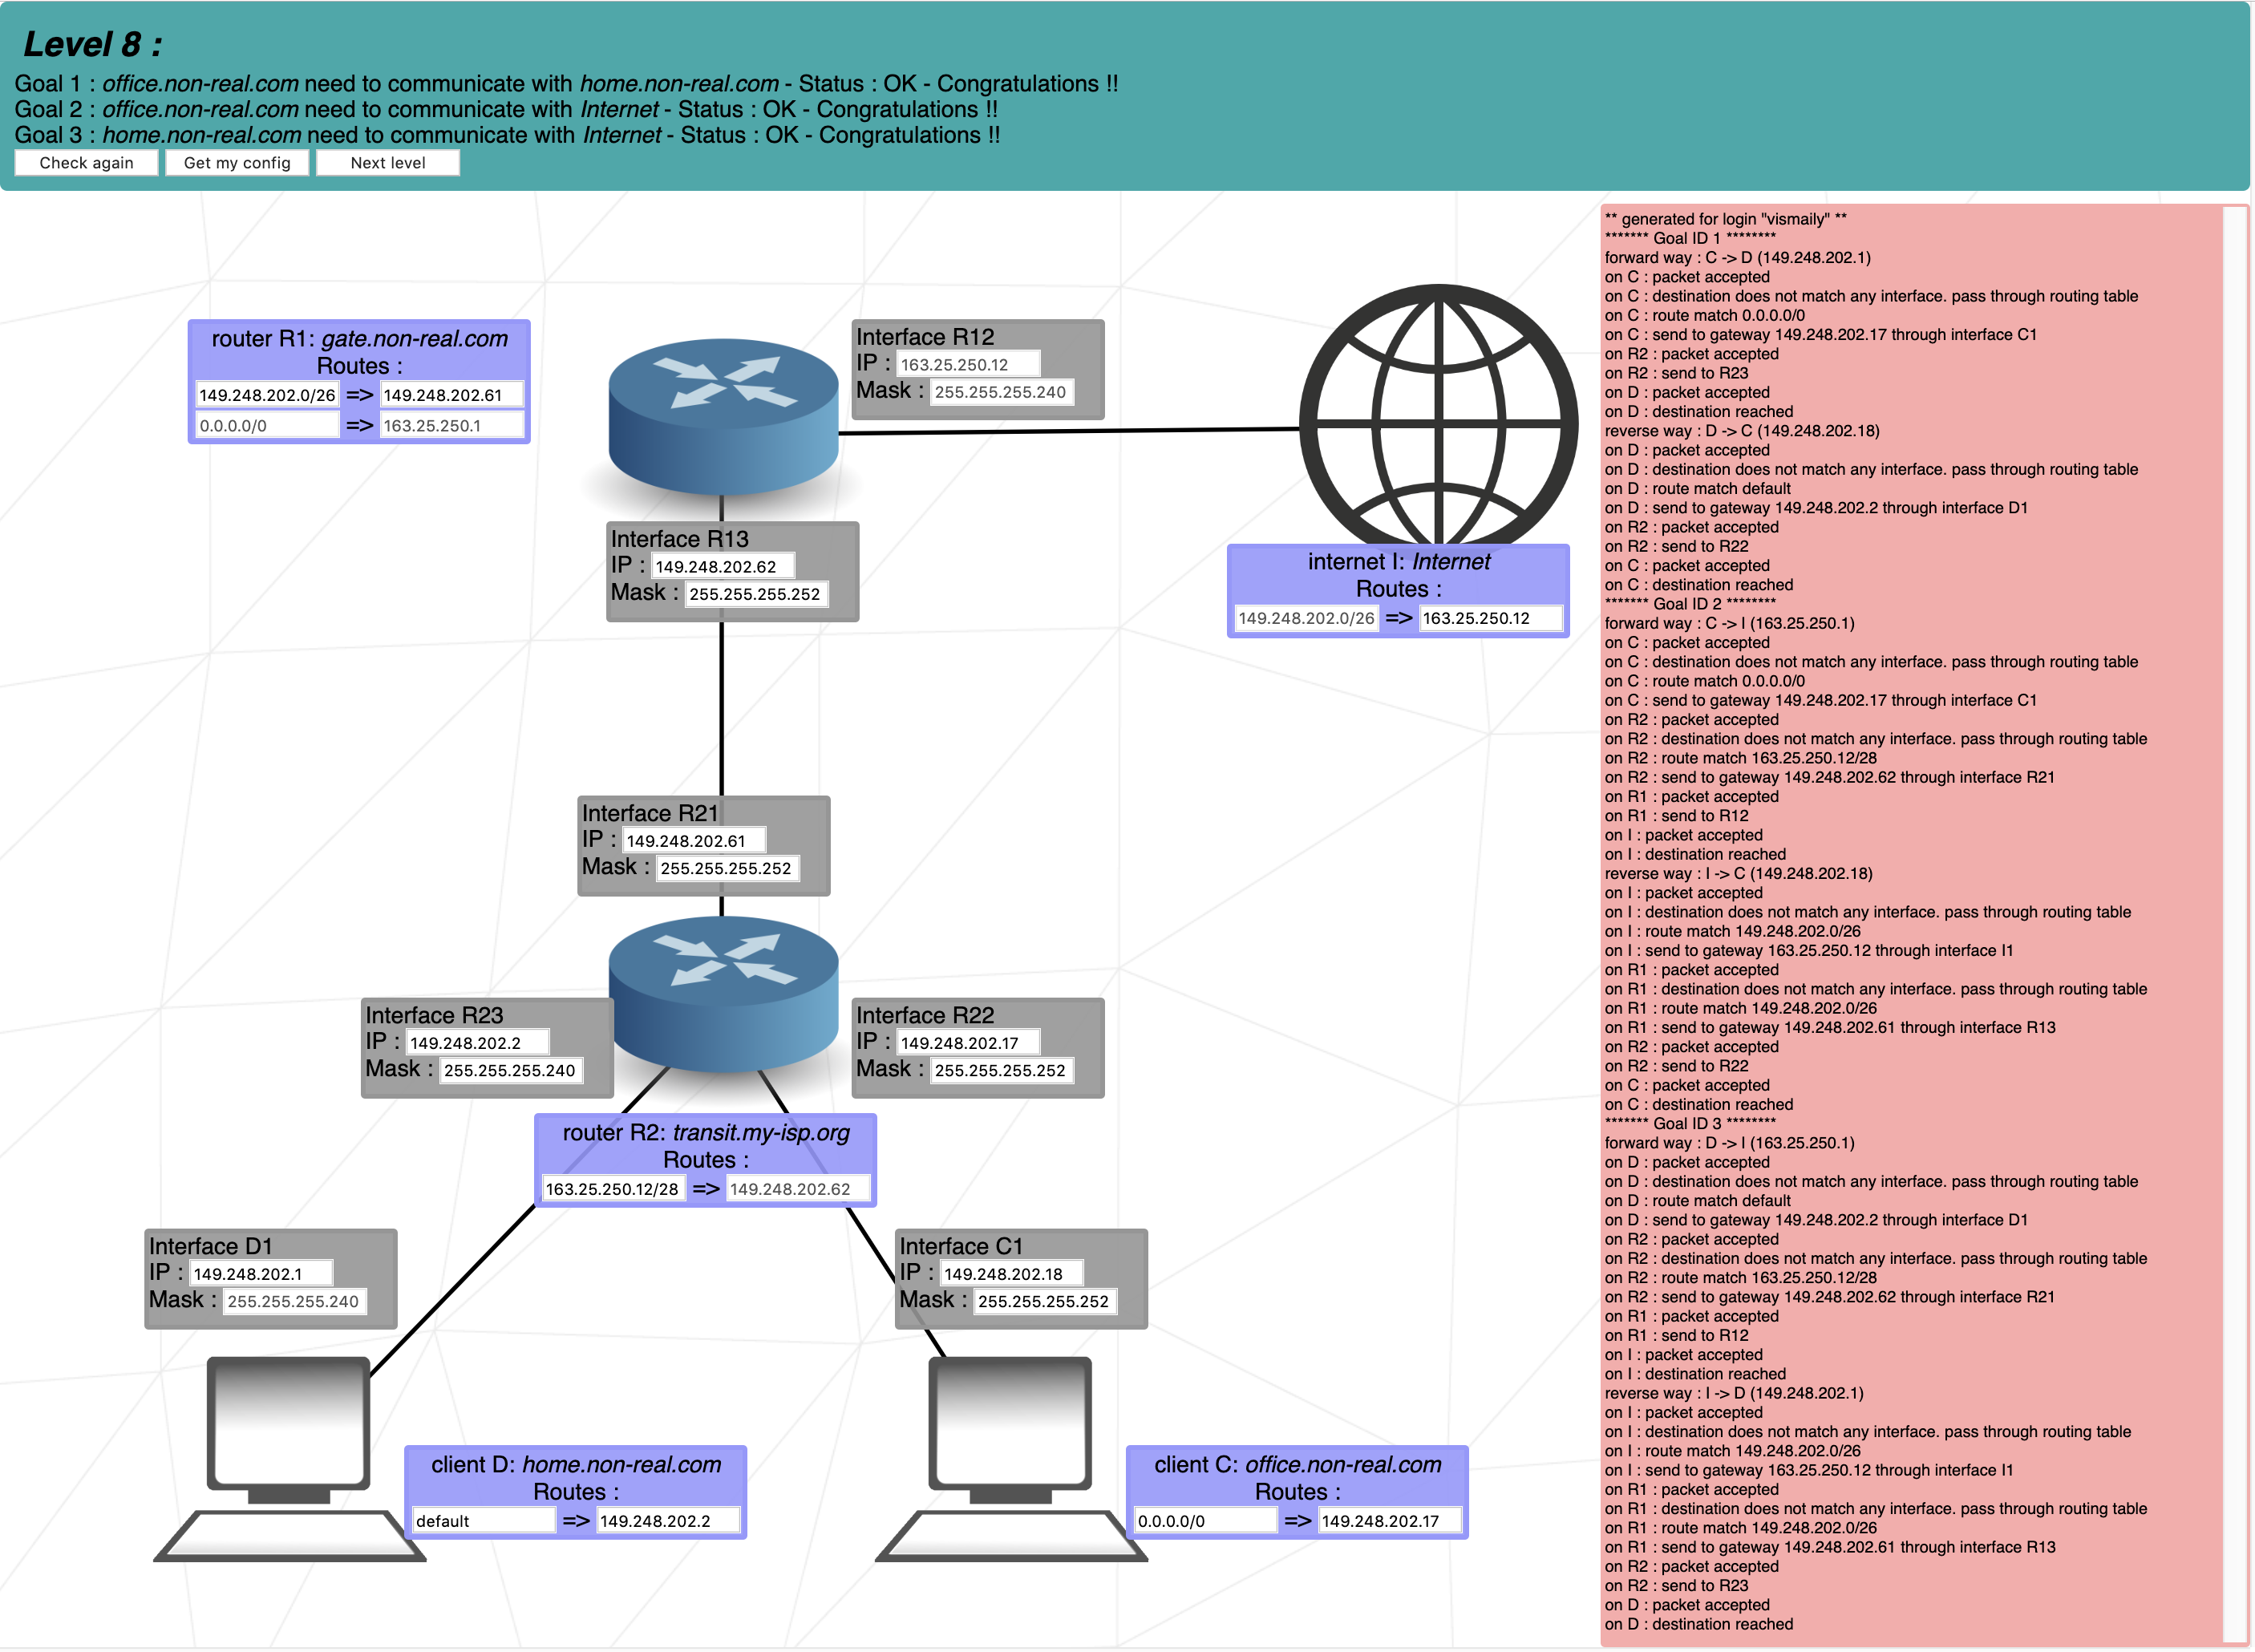 Level 8 :
Goal 1 : office.non-real.com need to communicate with home.non-real.com - Status : OK - Congratulations !!
Goal 2 : office.non-real.com need to communicate with Internet - Status : OK - Congratulations !!
Goal 3 : home.non-real.com need to communicate with Internet - Status : OK - Congratulations !!
Check again Get my config Next level
router R1: gate.non-real.com
Routes :
149.248.202.0/26 => 149.248.202.61
0.0.0.0/0 => 163.25.250.1
Interface R12
IP : 163.25.250.12
Mask : 255.255.255.240
Interface R13
IP : 149.248.202.62
Mask : 255.255.255.252
internet I: Internet
Routes :
149.248.202.0/26 => 163.25.250.12
Interface R21
IP : 149.248.202.61
Mask : 255.255.255.252
Interface R23
IP : 149.248.202.2
Mask : 255.255.255.240
Interface R22
IP : 149.248.202.17
Mask : 255.255.255.252
router R2: transit.my-isp.org
Routes :
163.25.250.12/28 => 149.248.202.62
Interface D1
IP : 149.248.202.1
Mask : 255.255.255.240
Interface C1
IP : 149.248.202.18
Mask : 255.255.255.252
client D: home.non-real.com
Routes :
default => 149.248.202.2
client C: office.non-real.com
Routes :
0.0.0.0/0 => 149.248.202.17
** generated for login "vismaily" **
******* Goal ID 1 ********
forward way : C -> D (149.248.202.1)
on C : packet accepted
on C : destination does not match any interface. pass through routing table
on C : route match 0.0.0.0/0
on C : send to gateway 149.248.202.17 through interface C1
on R2 : packet accepted
on R2 : send to R23
on D : packet accepted
on D : destination reached
reverse way : D -> C (149.248.202.18)
on D : packet accepted
on D : destination does not match any interface. pass through routing table
on D : route match default
on D : send to gateway 149.248.202.2 through interface D1
on R2 : packet accepted
on R2 : send to R22
on C : packet accepted
on C : destination reached
******* Goal ID 2 ********
forward way : C -> I (163.25.250.1)
on C : packet accepted
on C : destination does not match any interface. pass through routing table
on C : route match 0.0.0.0/0
on C : send to gateway 149.248.202.17 through interface C1
on R2 : packet accepted
on R2 : destination does not match any interface. pass through routing table
on R2 : route match 163.25.250.12/28
on R2 : send to gateway 149.248.202.62 through interface R21
on R1 : packet accepted
on R1 : send to R12
on I : packet accepted
on I : destination reached
reverse way : I -> C (149.248.202.18)
on I : packet accepted
on I : destination does not match any interface. pass through routing table
on I : route match 149.248.202.0/26
on I : send to gateway 163.25.250.12 through interface I1
on R1 : packet accepted
on R1 : destination does not match any interface. pass through routing table
on R1 : route match 149.248.202.0/26
on R1 : send to gateway 149.248.202.61 through interface R13
on R2 : packet accepted
on R2 : send to R22
on C : packet accepted
on C : destination reached
******* Goal ID 3 ********
forward way : D -> I (163.25.250.1)
on D : packet accepted
on D : destination does not match any interface. pass through routing table
on D : route match default
on D : send to gateway 149.248.202.2 through interface D1
on R2 : packet accepted
on R2 : destination does not match any interface. pass through routing table
on R2 : route match 163.25.250.12/28
on R2 : send to gateway 149.248.202.62 through interface R21
on R1 : packet accepted
on R1 : send to R12
on I : packet accepted
on I : destination reached
reverse way : I -> D (149.248.202.1)
on I : packet accepted
on I : destination does not match any interface. pass through routing table
on I : route match 149.248.202.0/26
on I : send to gateway 163.25.250.12 through interface I1
on R1 : packet accepted
on R1 : destination does not match any interface. pass through routing table
on R1 : route match 149.248.202.0/26
on R1 : send to gateway 149.248.202.61 through interface R13
on R2 : packet accepted
on R2 : send to R23
on D : packet accepted
on D : destination reached